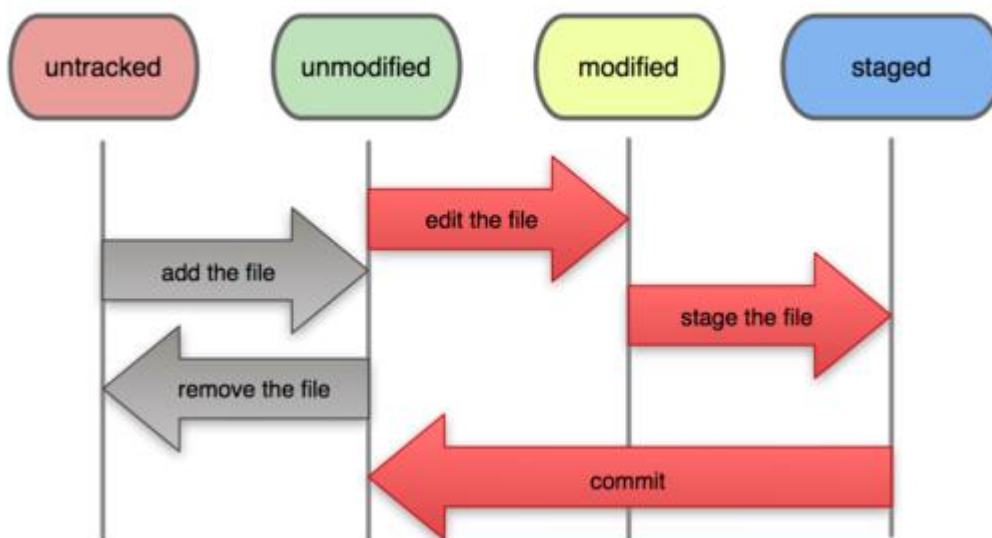 untracked
unmodified
modified
staged
edit the file
add the file
stage the file
remove the file
commit